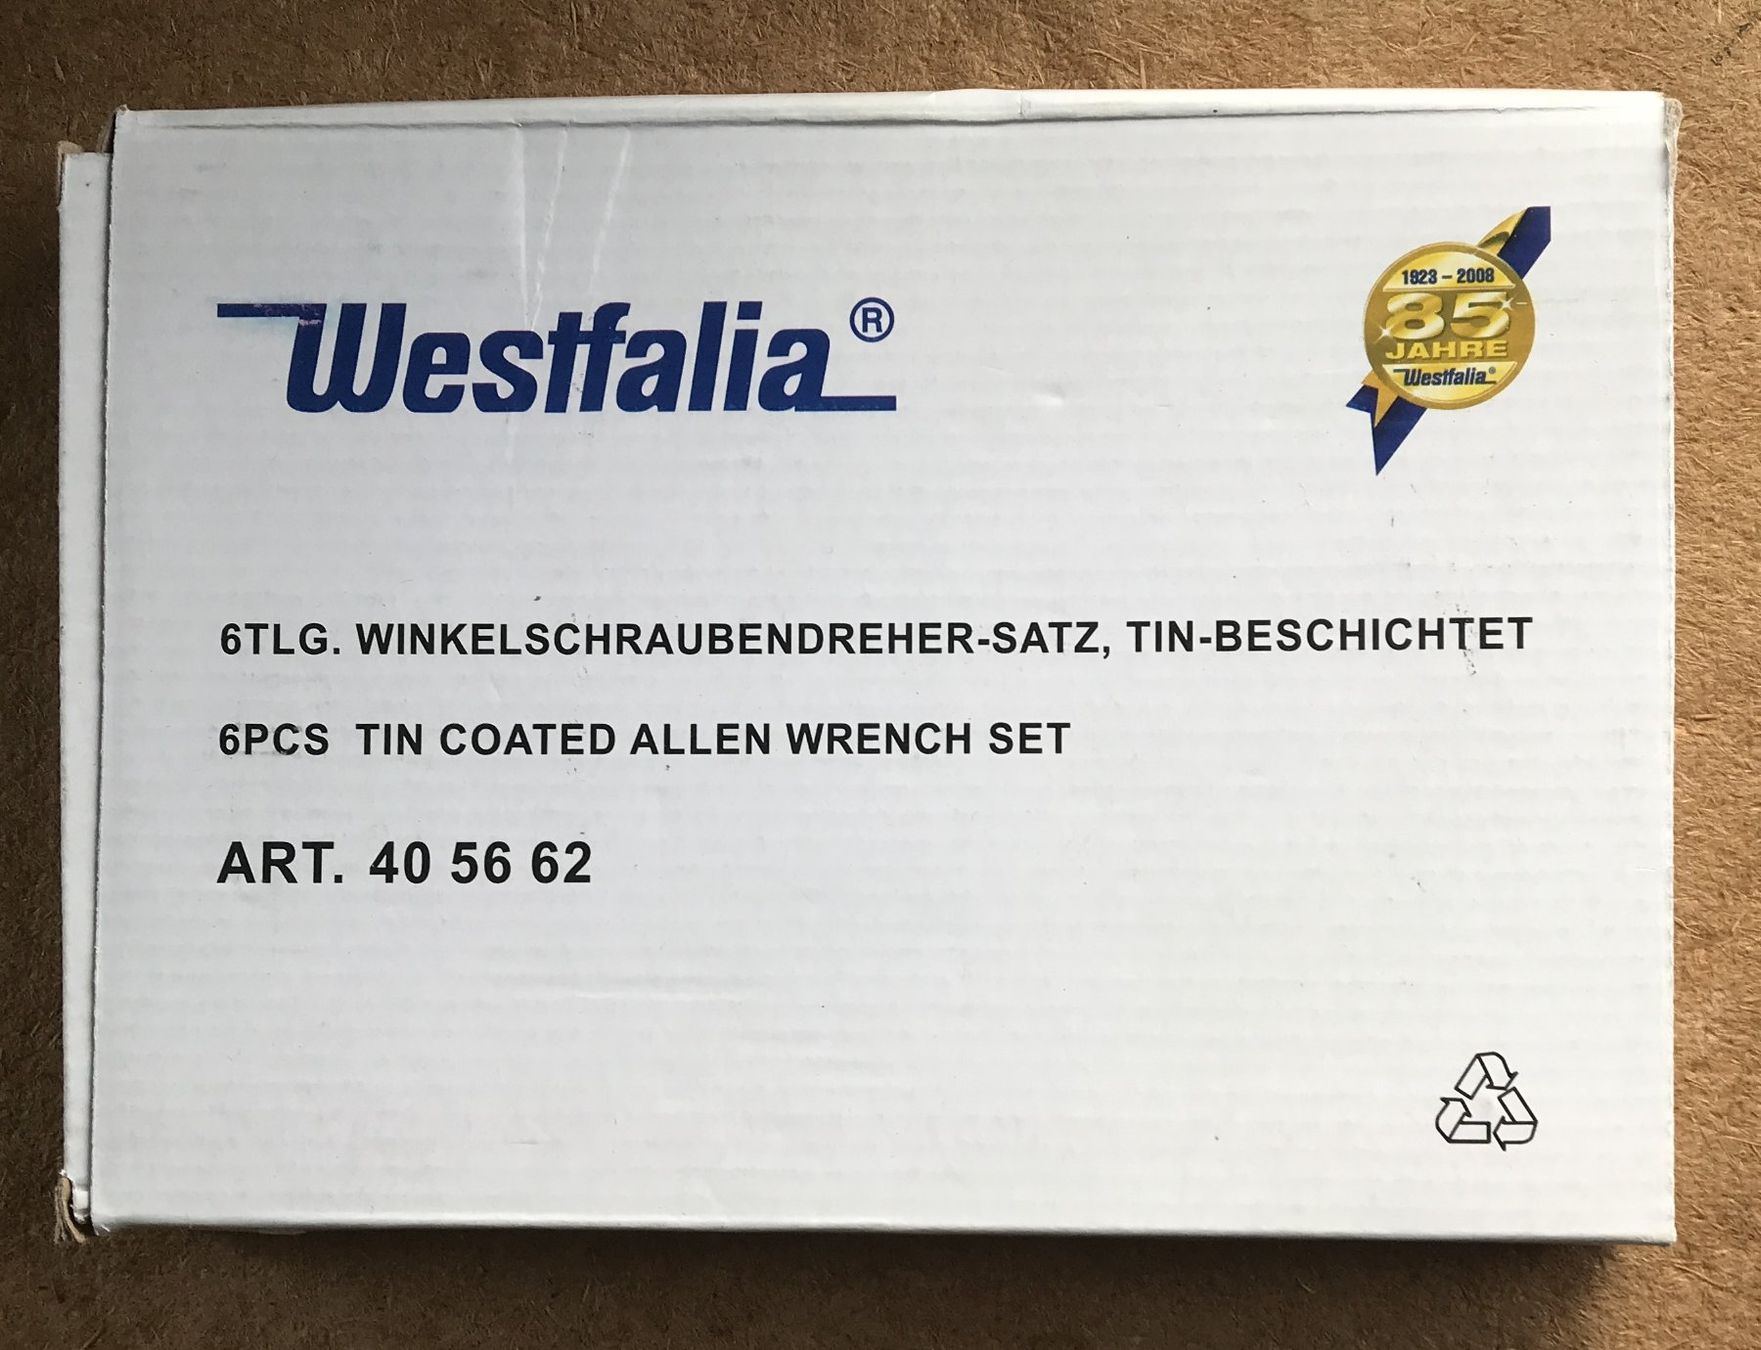 Westfalia®
1923 – 2008
85
JAHRE
Westfalia®
6TLG. WINKELSCHRAUBENDREHER-SATZ, TIN-BESCHICHTET
6PCS TIN COATED ALLEN WRENCH SET
ART. 40 56 62